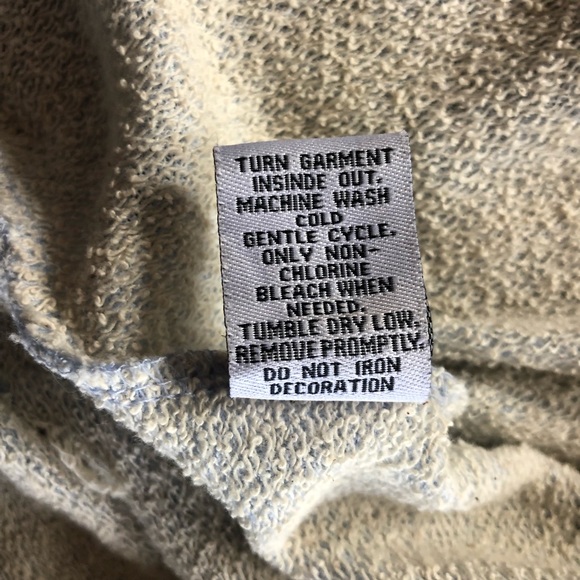 TURN GARMENT
INSINDE OUT.
MACHINE WASH
COLD
GENTLE CYCLE.
ONLY NON-
CHLORINE
BLEACH WHEN
NEEDED.
TUMBLE DRY LOW.
REMOVE PROMPTLY.
DO NOT IRON
DECORATION